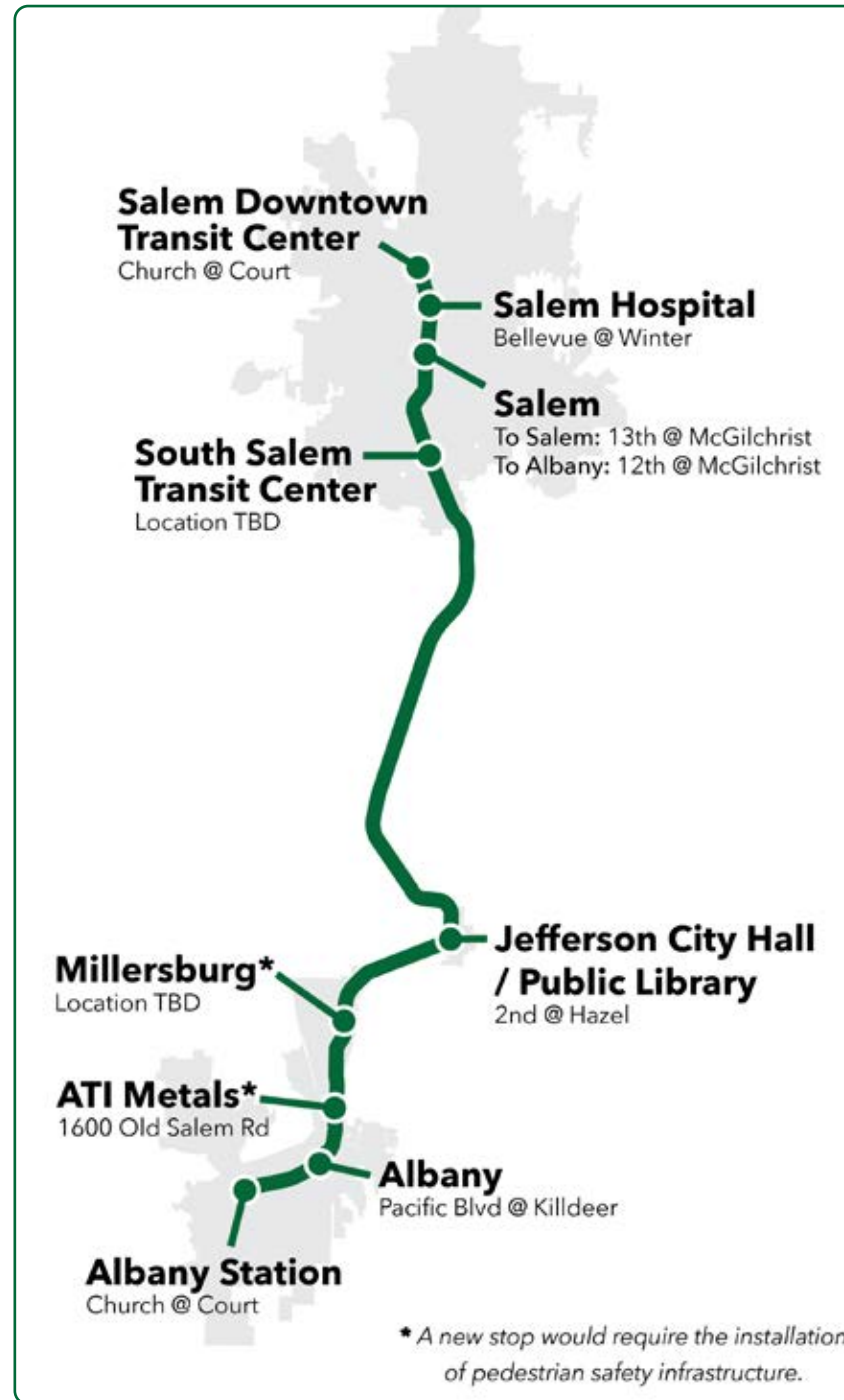 Salem Downtown
Transit Center
Church @ Court
Salem Hospital
Bellevue @ Winter
Salem
To Salem: 13th @ McGilchrist
To Albany: 12th @ McGilchrist
South Salem
Transit Center
Location TBD
Jefferson City Hall
/ Public Library
2nd @ Hazel
Millersburg*
Location TBD
ATI Metals*
1600 Old Salem Rd
Albany
Pacific Blvd @ Killdeer
Albany Station
Church @ Court
* A new stop would require the installation
of pedestrian safety infrastructure.